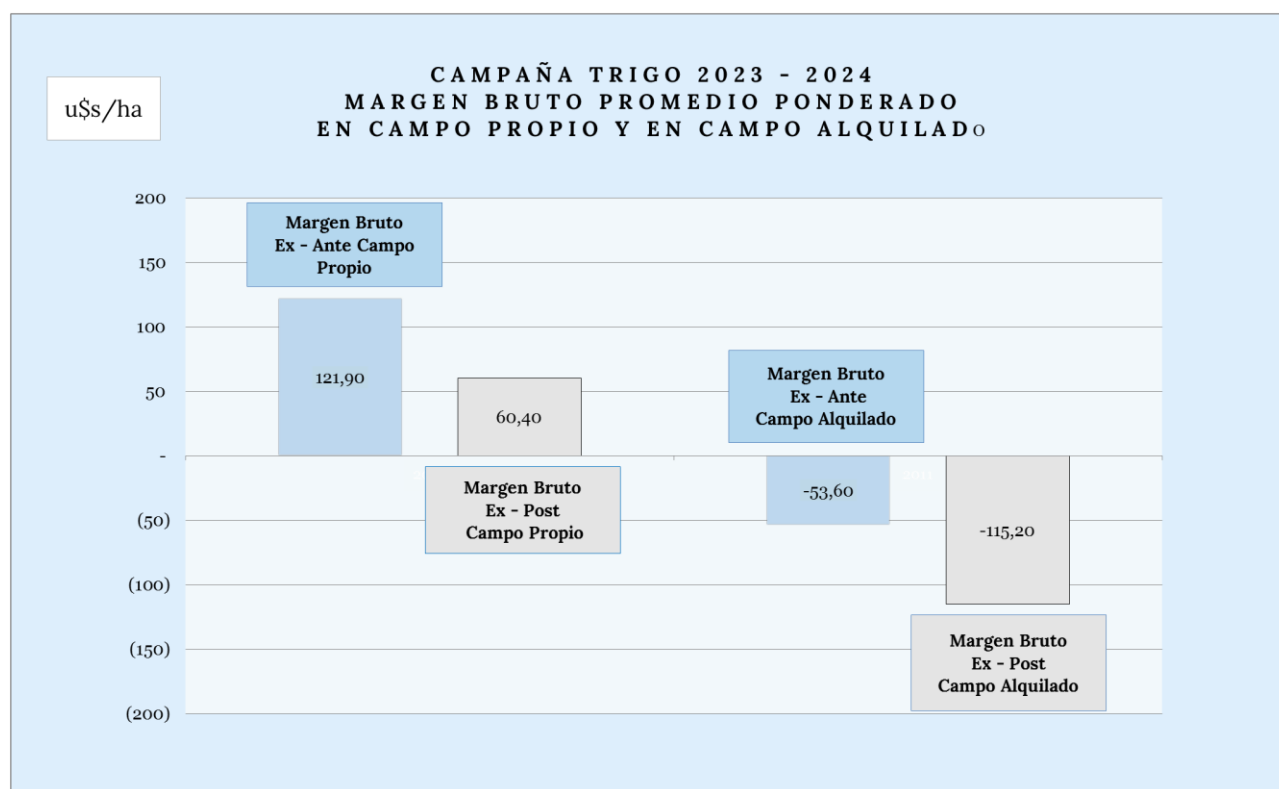 u$s/ha
CAMPAÑA TRIGO 2023 - 2024
MARGEN BRUTO PROMEDIO PONDERADO
EN CAMPO PROPIO Y EN CAMPO ALQUILADO
200
150
100
50
-
(50)
(100)
(150)
(200)
Margen Bruto
Ex - Ante Campo
Propio
121,90
60,40
Margen Bruto
Ex - Post
Campo Propio
Margen Bruto
Ex - Ante
Campo Alquilado
-53,60
-115,20
Margen Bruto
Ex - Post
Campo Alquilado